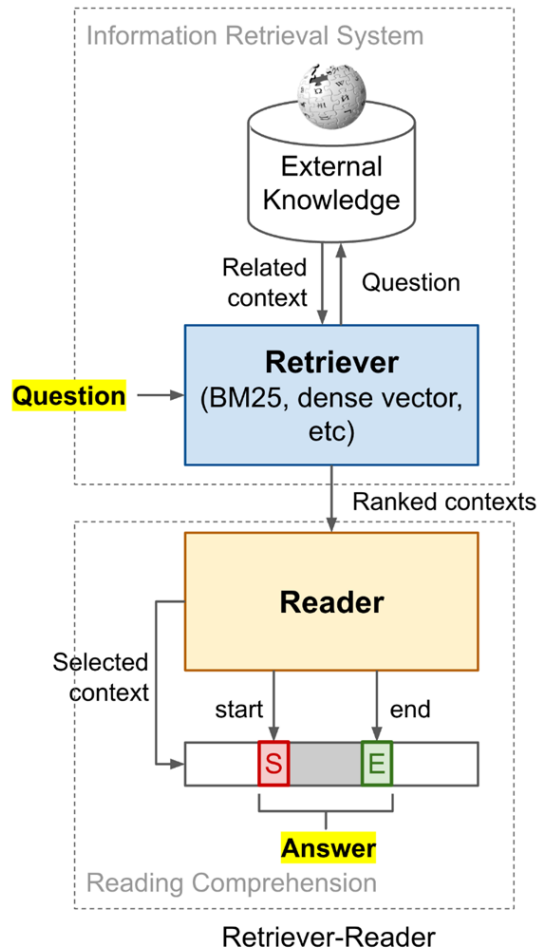 Information Retrieval System
External
Knowledge
Related
context
Question
Retriever
(BM25, dense vector,
etc)
Question
Ranked contexts
Reader
Selected
context
start
end
S
E
Answer
Reading Comprehension
Retriever-Reader